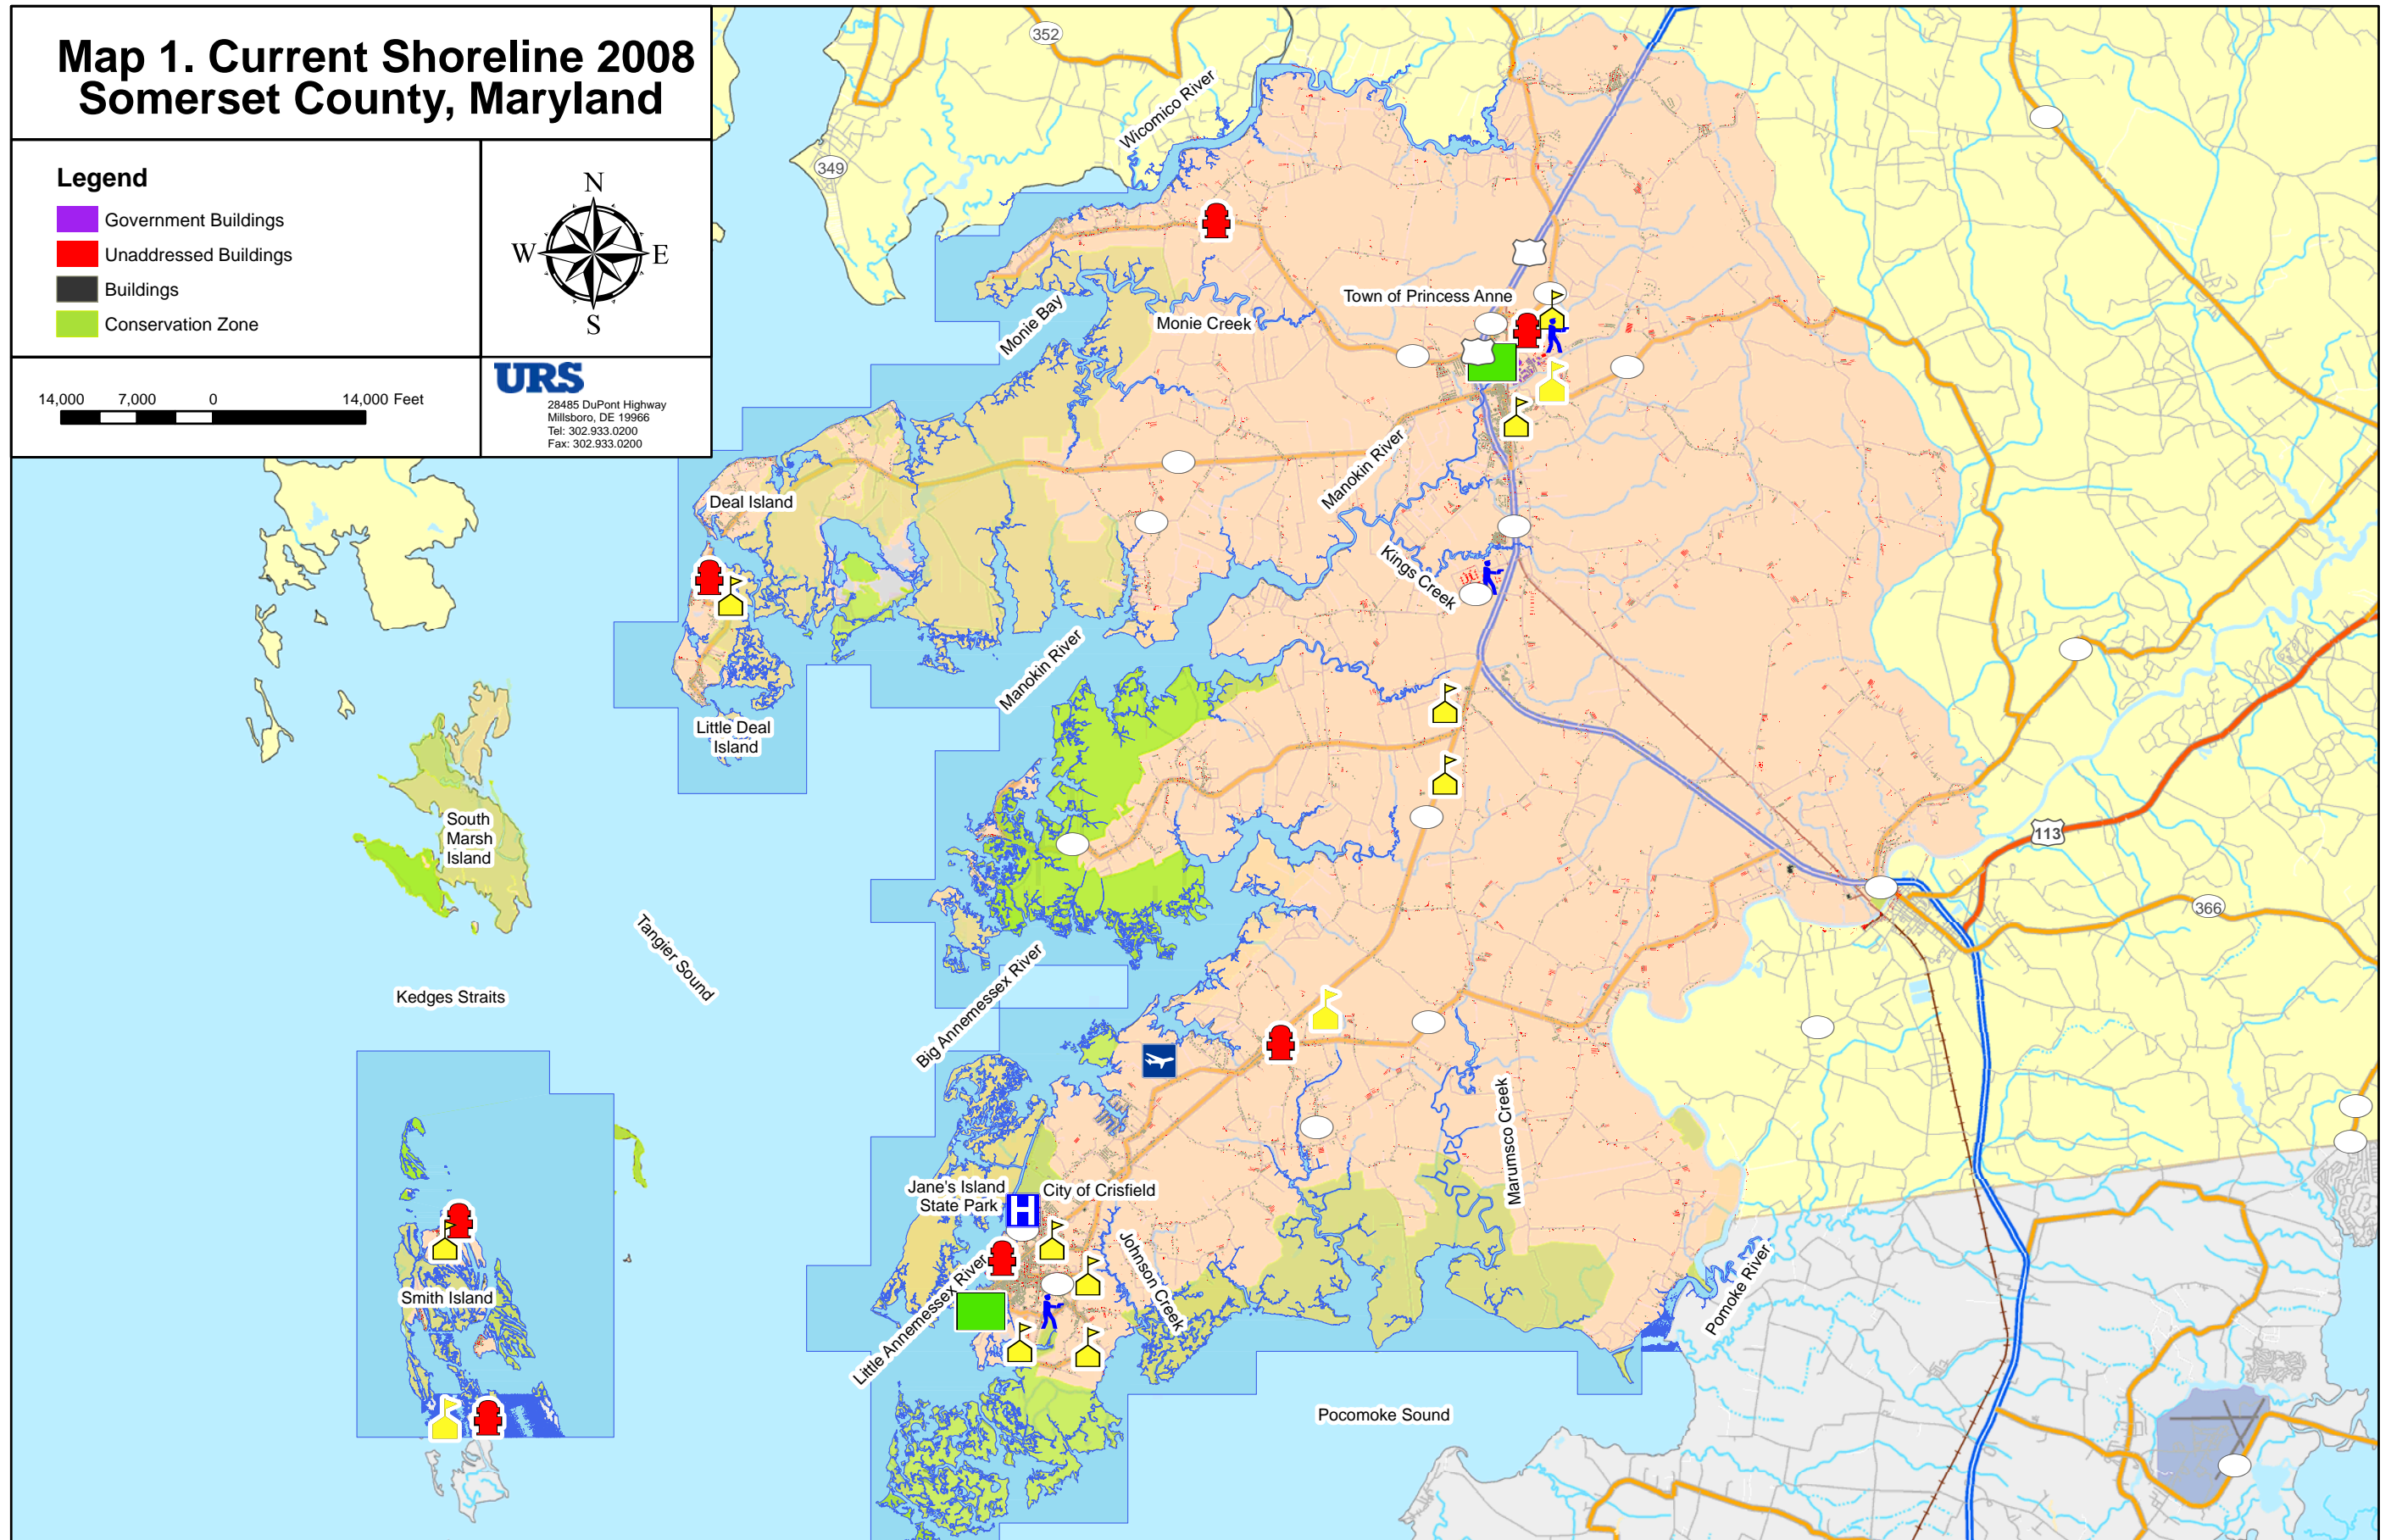 Map 1. Current Shoreline 2008
Somerset County, Maryland
Legend
Government Buildings
Unaddressed Buildings
Buildings
Conservation Zone
N
W
E
S
14,000
7,000
0
14,000 Feet
URS
28485 DuPont Highway
Millsboro, DE 19966
Tel: 302.933.0200
Fax: 302.933.0200
352
349
Wicomico River
Town of Princess Anne
Monie Bay
Monie Creek
Manokin River
Deal Island
Kings Creek
Manokin River
Little Deal
Island
South
Marsh
Island
113
366
Tangier Sound
Kedges Straits
Big Annemessex River
Marumsco Creek
Jane's Island
State Park
H
City of Crisfield
Johnson Creek
Smith Island
Little Annemessex River
Pomoke River
Pocomoke Sound